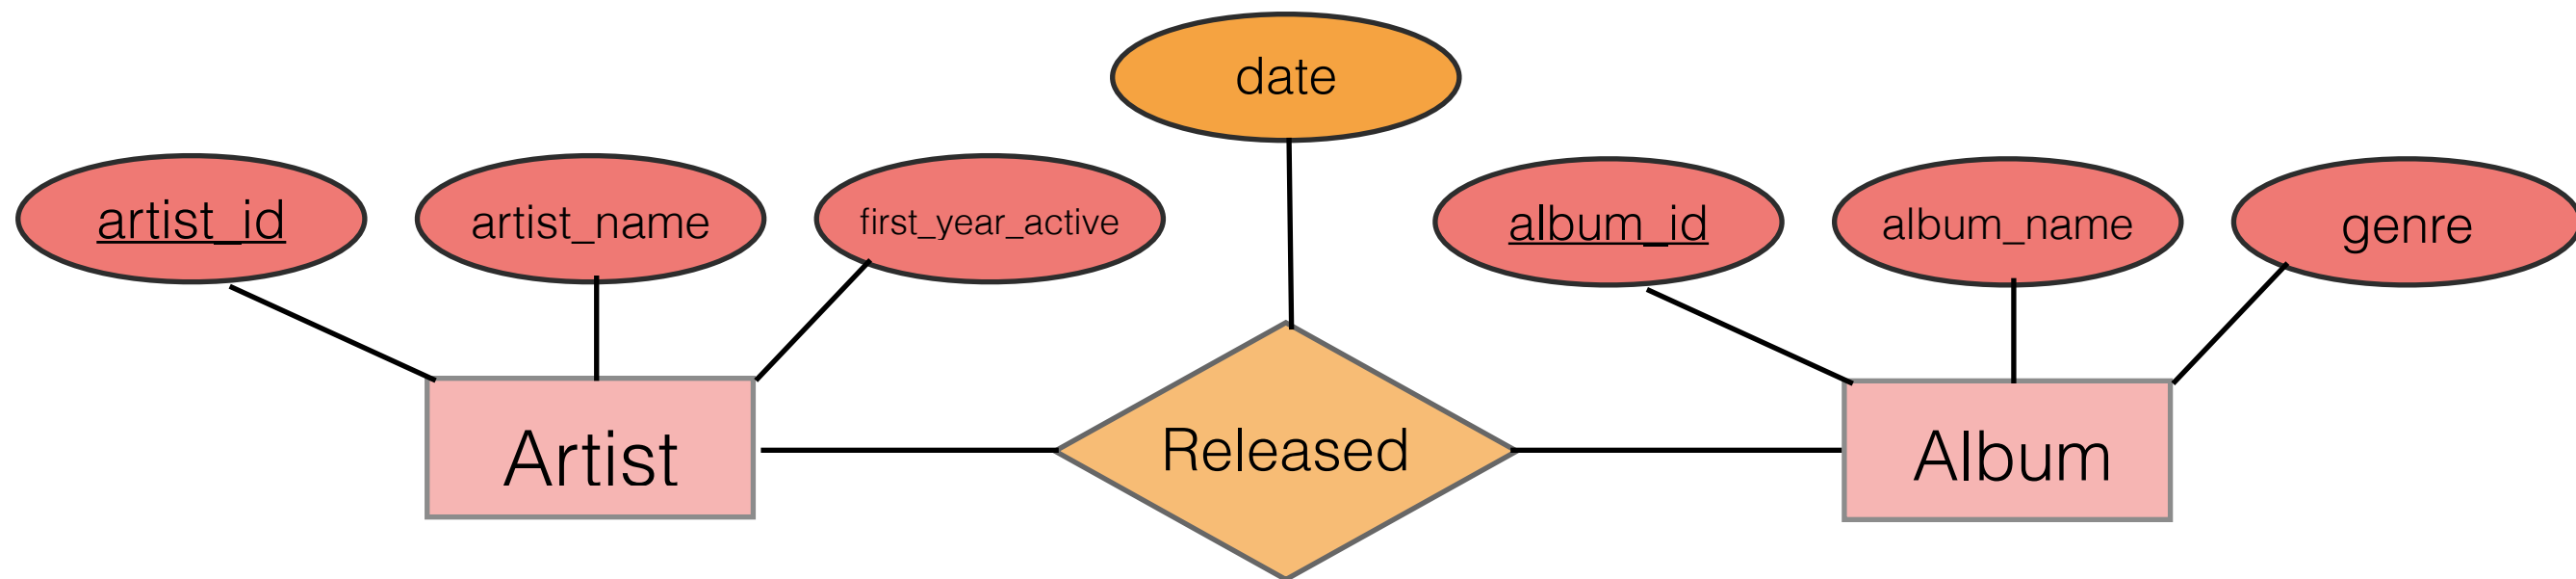 date
artist_id
artist_name
first_year_active
album_id
album_name
genre
Artist
Released
Album